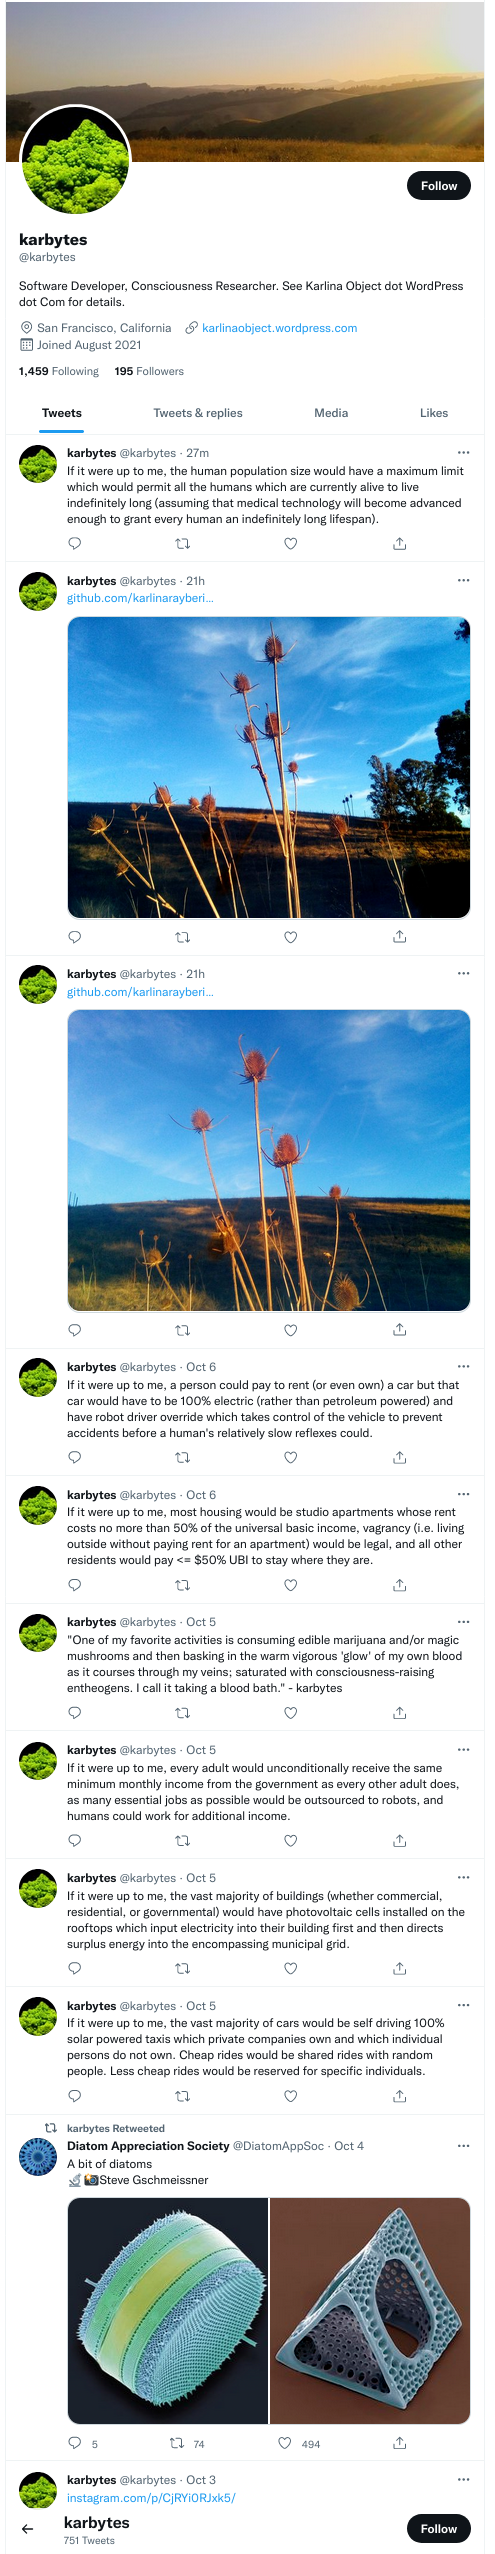 Follow
karbytes
@karbytes
Software Developer, Consciousness Researcher. See Karlina Object dot WordPress
dot Com for details.
San Francisco, California karlinaobject.wordpress.com
Joined August 2021
1,459 Following 195 Followers
Tweets Tweets & replies Media Likes
karbytes @karbytes · 27m
If it were up to me, the human population size would have a maximum limit
which would permit all the humans which are currently alive to live
indefinitely long (assuming that medical technology will become advanced
enough to grant every human an indefinitely long lifespan).
karbytes @karbytes · 21h
github.com/karlinarayberi...
karbytes @karbytes · 21h
github.com/karlinarayberi...
karbytes @karbytes · Oct 6
If it were up to me, a person could pay to rent (or even own) a car but that
car would have to be 100% electric (rather than petroleum powered) and
have robot driver override which takes control of the vehicle to prevent
accidents before a human's relatively slow reflexes could.
karbytes @karbytes · Oct 6
If it were up to me, most housing would be studio apartments whose rent
costs no more than 50% of the universal basic income, vagrancy (i.e. living
outside without paying rent for an apartment) would be legal, and all other
residents would pay <= $50% UBI to stay where they are.
karbytes @karbytes · Oct 5
"One of my favorite activities is consuming edible marijuana and/or magic
mushrooms and then basking in the warm vigorous 'glow' of my own blood
as it courses through my veins; saturated with consciousness-raising
entheogens. I call it taking a blood bath." - karbytes
karbytes @karbytes · Oct 5
If it were up to me, every adult would unconditionally receive the same
minimum monthly income from the government as every other adult does,
as many essential jobs as possible would be outsourced to robots, and
humans could work for additional income.
karbytes @karbytes · Oct 5
If it were up to me, the vast majority of buildings (whether commercial,
residential, or governmental) would have photovoltaic cells installed on the
rooftops which input electricity into their building first and then directs
surplus energy into the encompassing municipal grid.
karbytes @karbytes · Oct 5
If it were up to me, the vast majority of cars would be self driving 100%
solar powered taxis which private companies own and which individual
persons do not own. Cheap rides would be shared rides with random
people. Less cheap rides would be reserved for specific individuals.
karbytes Retweeted
Diatom Appreciation Society @DiatomAppSoc · Oct 4
A bit of diatoms
🔬📸Steve Gschmeissner
5 74 494
karbytes @karbytes · Oct 3
instagram.com/p/CjRYi0RJxk5/
karbytes
751 Tweets
Follow